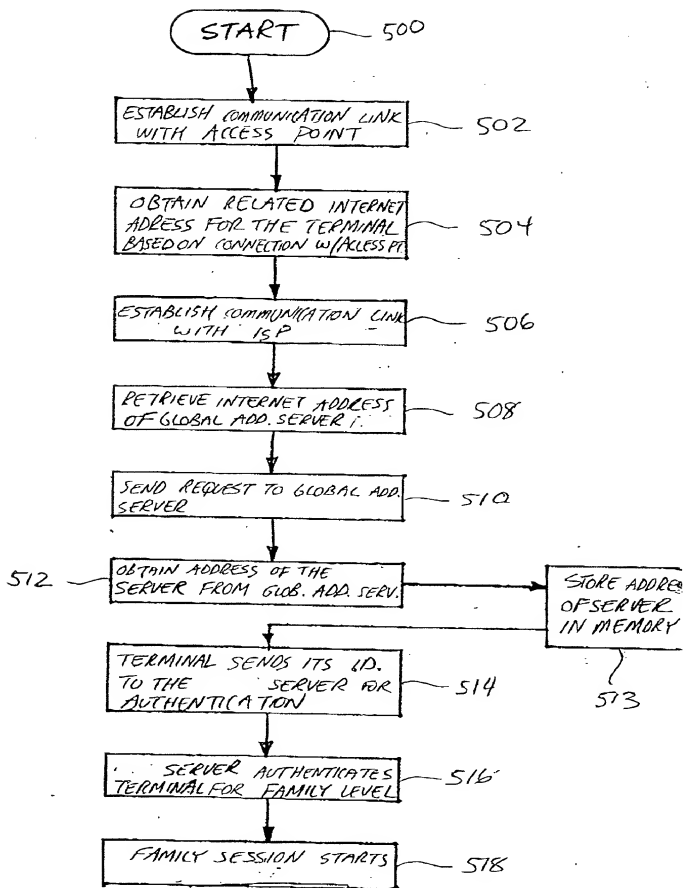 START
500
ESTABLISH COMMUNICATION LINK
WITH ACCESS POINT
502
OBTAIN RELATED INTERNET
ADRESS FOR THE TERMINAL
BASED ON CONNECTION W/ACCESS PT.
504
ESTABLISH COMMUNICATION LINK
WITH ISP
506
RETRIEVE INTERNET ADDRESS
OF GLOBAL ADD. SERVER
508
SEND REQUEST TO GLOBAL ADD.
SERVER
510
512
OBTAIN ADDRESS OF THE
SERVER FROM GLOB. ADD. SERV.
STORE ADDRES
OF SERVER
IN MEMORY
513
TERMINAL SENDS ITS ID.
TO THE SERVER FOR
AUTHENTICATION
514
SERVER AUTHENTICATES
TERMINAL FOR FAMILY LEVEL
516
FAMILY SESSION STARTS
518